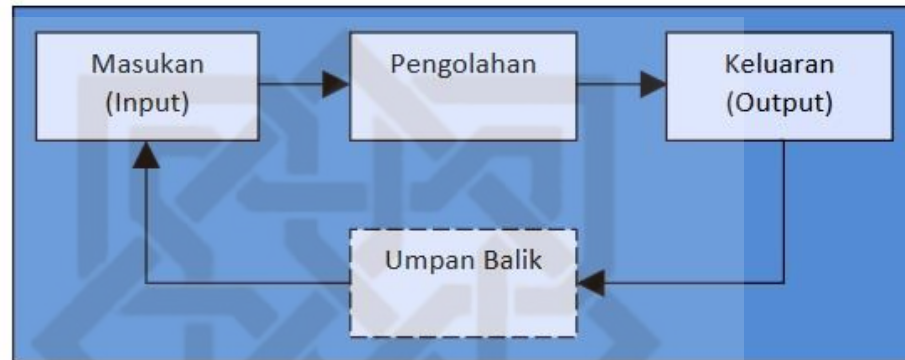 Masukan
(Input)
Pengolahan
Keluaran
(Output)
Umpan Balik